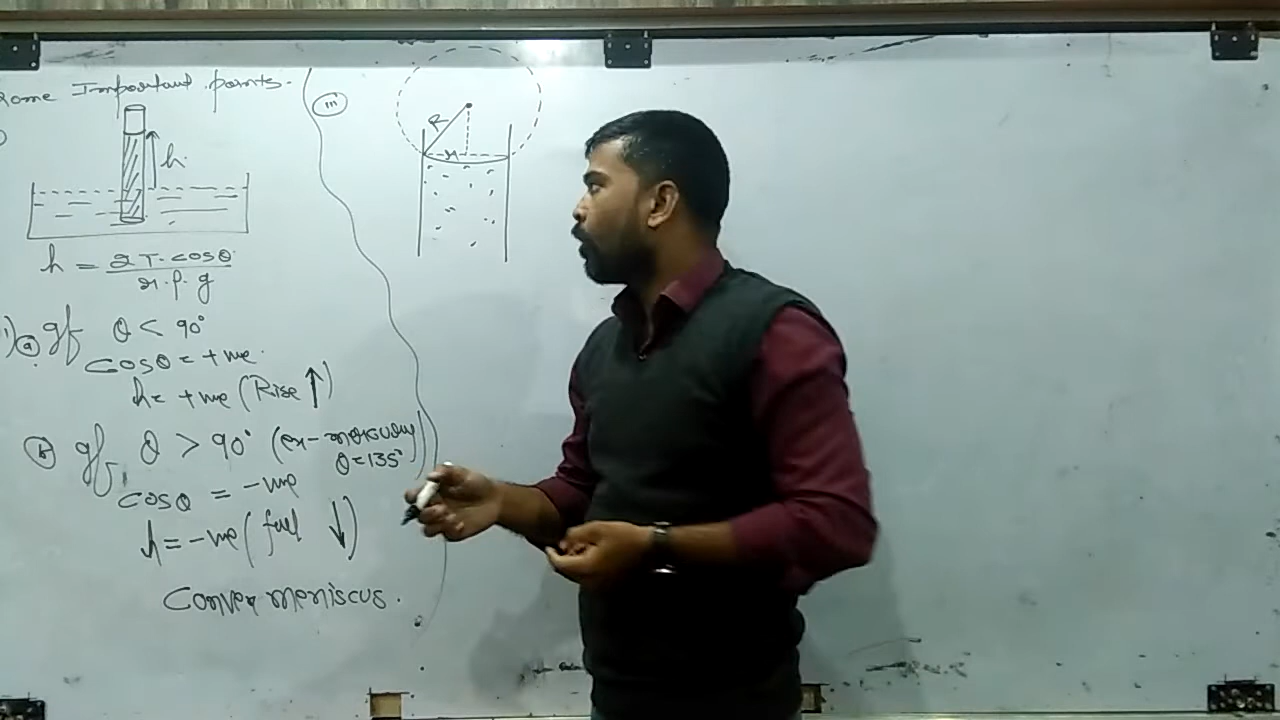 Some Important points.
h
h = 2T.cosθ / r.ρ.g
i) a) If θ < 90°
cosθ = +ve.
h = +ve (Rise ↑)
b) If, θ > 90° (ex-mercury)
θ=135°
cosθ = -ve
h = -ve (fall ↓)
Convex meniscus.
III
R
r